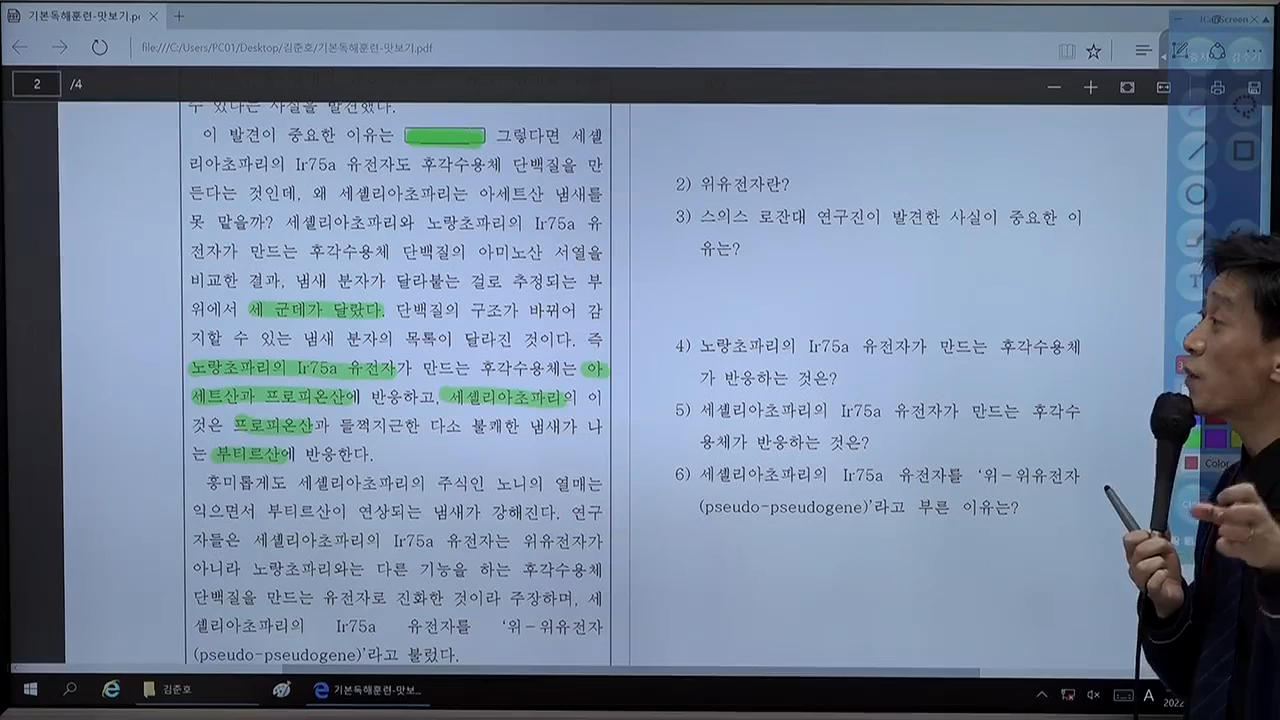 기본독해훈련-맛보기.p
file:///C:/Users/PC01/Desktop/김준호/기본독해훈련-맛보기.pdf
2 /4
수 있다는 사실을 발견했다.
이 발견이 중요한 이유는 그렇다면 세셸
리아초파리의 Ir75a 유전자도 후각수용체 단백질을 만
든다는 것인데, 왜 세셸리아초파리는 아세트산 냄새를
못 맡을까? 세셸리아초파리와 노랑초파리의 Ir75a 유
전자가 만드는 후각수용체 단백질의 아미노산 서열을
비교한 결과, 냄새 분자가 달라붙는 걸로 추정되는 부
위에서 세 군데가 달랐다. 단백질의 구조가 바뀌어 감
지할 수 있는 냄새 분자의 목록이 달라진 것이다. 즉
노랑초파리의 Ir75a 유전자가 만드는 후각수용체는 아
세트산과 프로피온산에 반응하고, 세셸리아초파리의 이
것은 프로피온산과 들쩍지근한 다소 불쾌한 냄새가 나
는 부티르산에 반응한다.
흥미롭게도 세셸리아초파리의 주식인 노니의 열매는
익으면서 부티르산이 연상되는 냄새가 강해진다. 연구
자들은 세셸리아초파리의 Ir75a 유전자는 위유전자가
아니라 노랑초파리와는 다른 기능을 하는 후각수용체
단백질을 만드는 유전자로 진화한 것이라 주장하며, 세
셸리아초파리의 Ir75a 유전자를 ‘위-위유전자
(pseudo-pseudogene)’라고 불렀다.
2) 위유전자란?
3) 스위스 로잔대 연구진이 발견한 사실이 중요한 이
유는?
4) 노랑초파리의 Ir75a 유전자가 만드는 후각수용체
가 반응하는 것은?
5) 세셸리아초파리의 Ir75a 유전자가 만드는 후각수
용체가 반응하는 것은?
6) 세셸리아초파리의 Ir75a 유전자를 ‘위-위유전자
(pseudo-pseudogene)’라고 부른 이유는?
Color
김준호
기본독해훈련-맛보...
A
2022